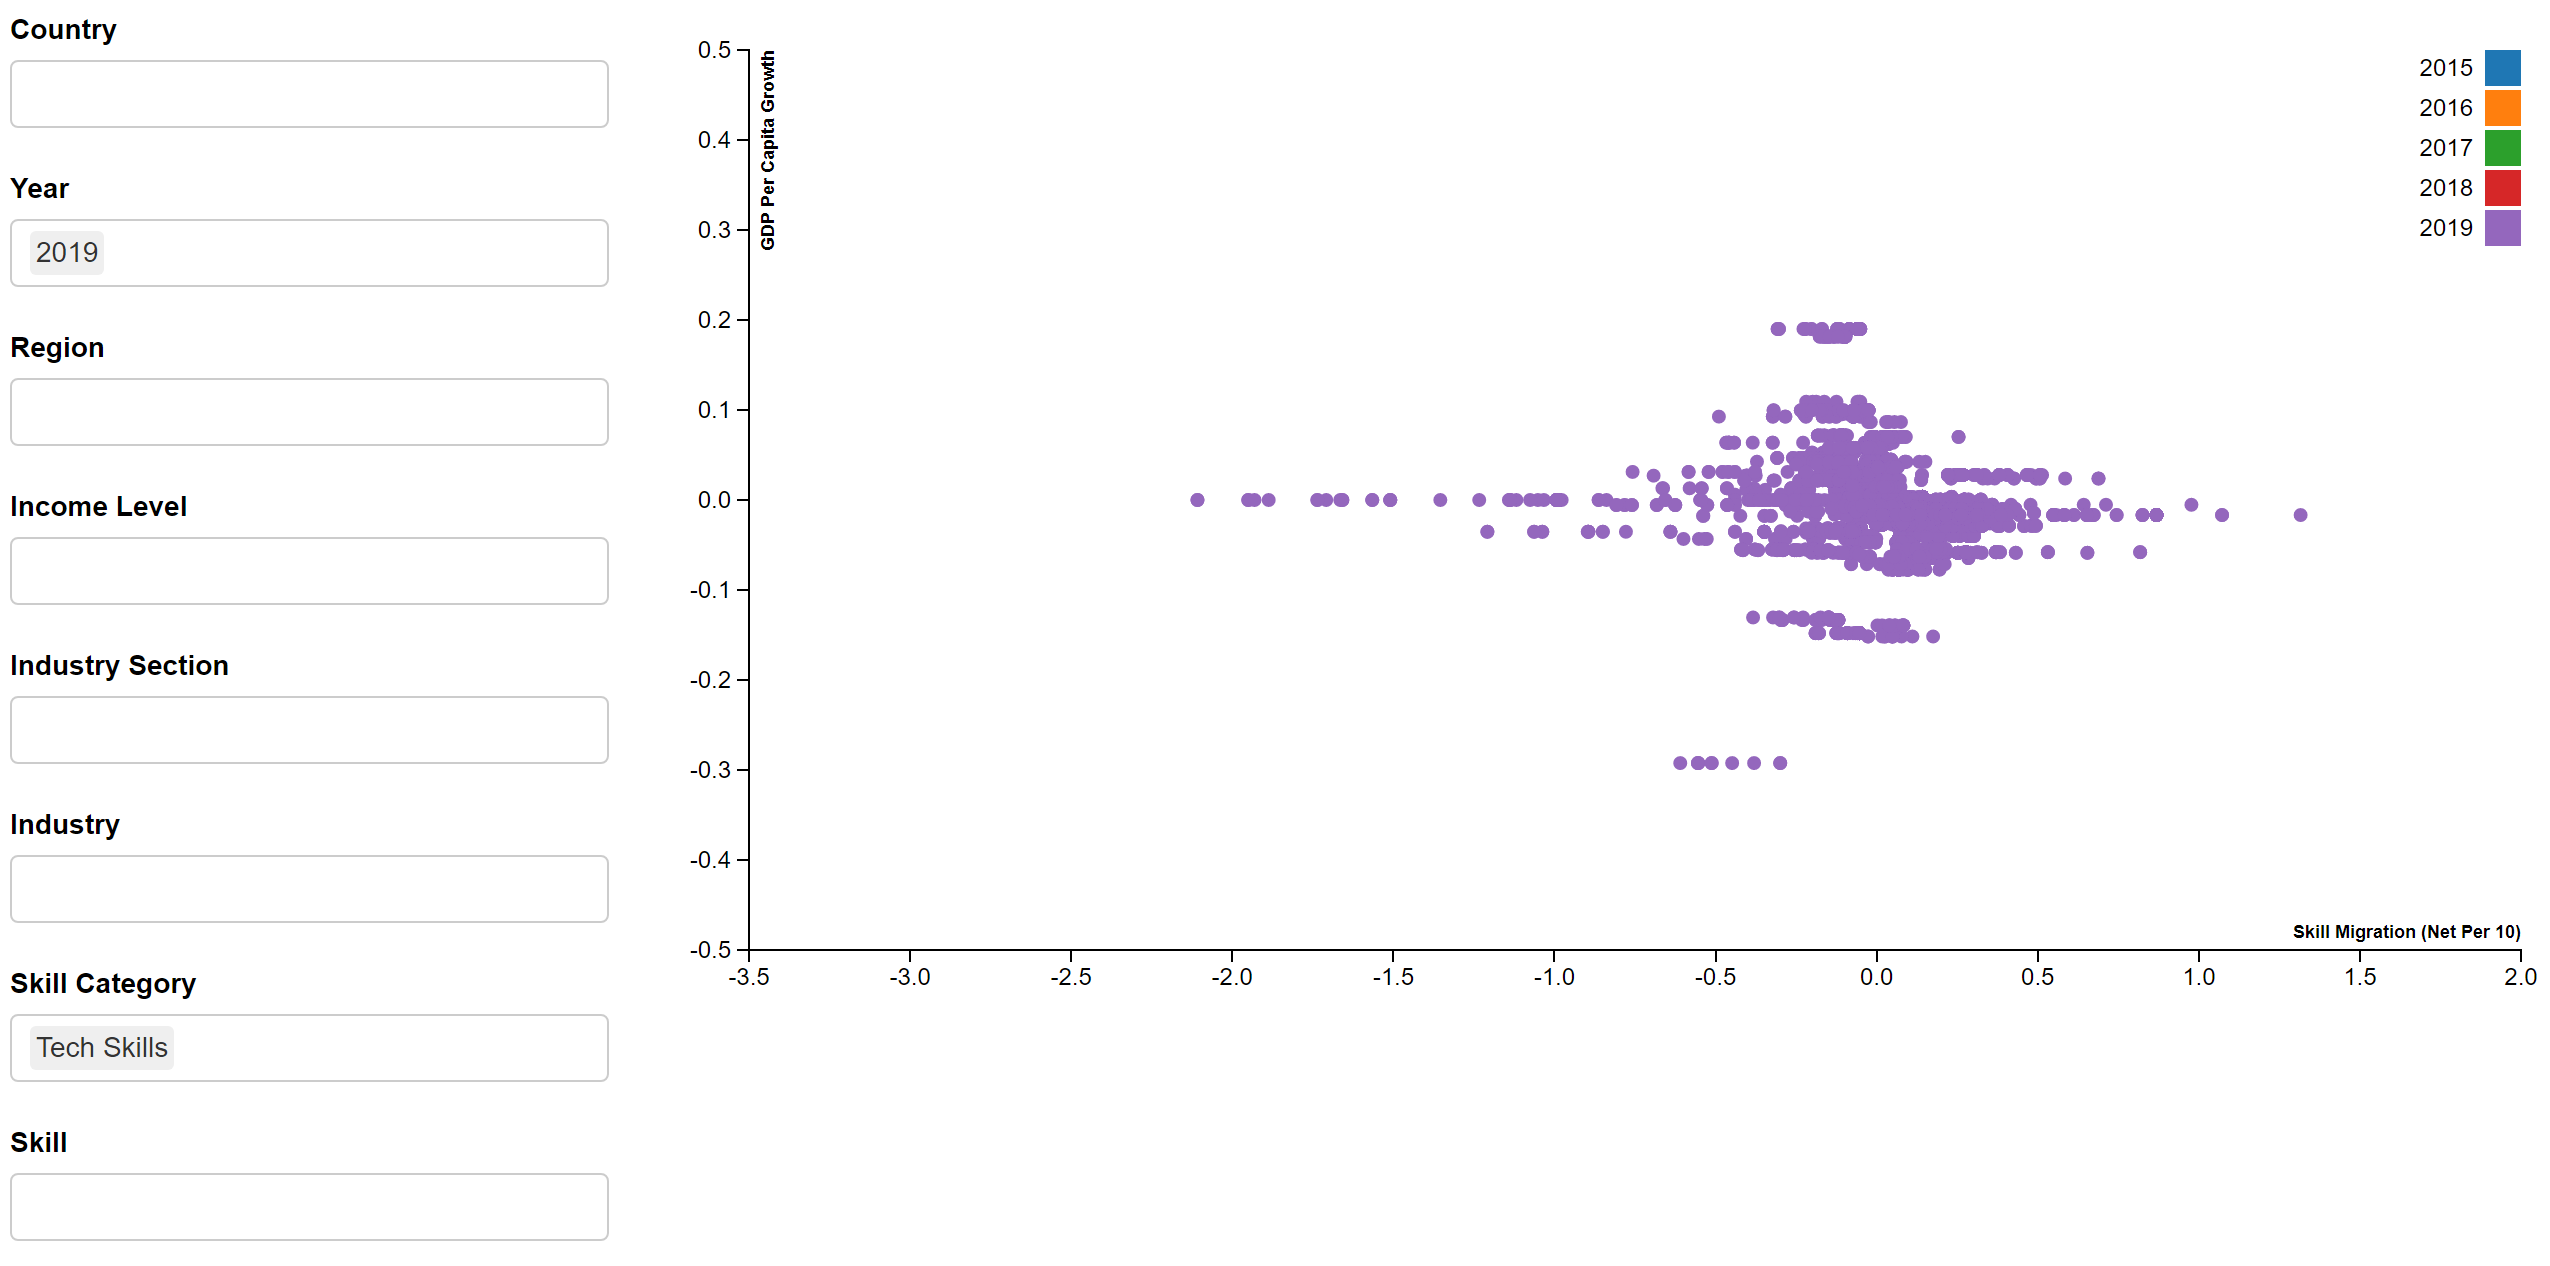 Country
Year
2019
Region
Income Level
Industry Section
Industry
Skill Category
Tech Skills
Skill
0.5
0.4
0.3
0.2
0.1
0.0
-0.1
-0.2
-0.3
-0.4
-0.5
GDP Per Capita Growth
2015
2016
2017
2018
2019
Skill Migration (Net Per 10)
-3.5 -3.0 -2.5 -2.0 -1.5 -1.0 -0.5 0.0 0.5 1.0 1.5 2.0